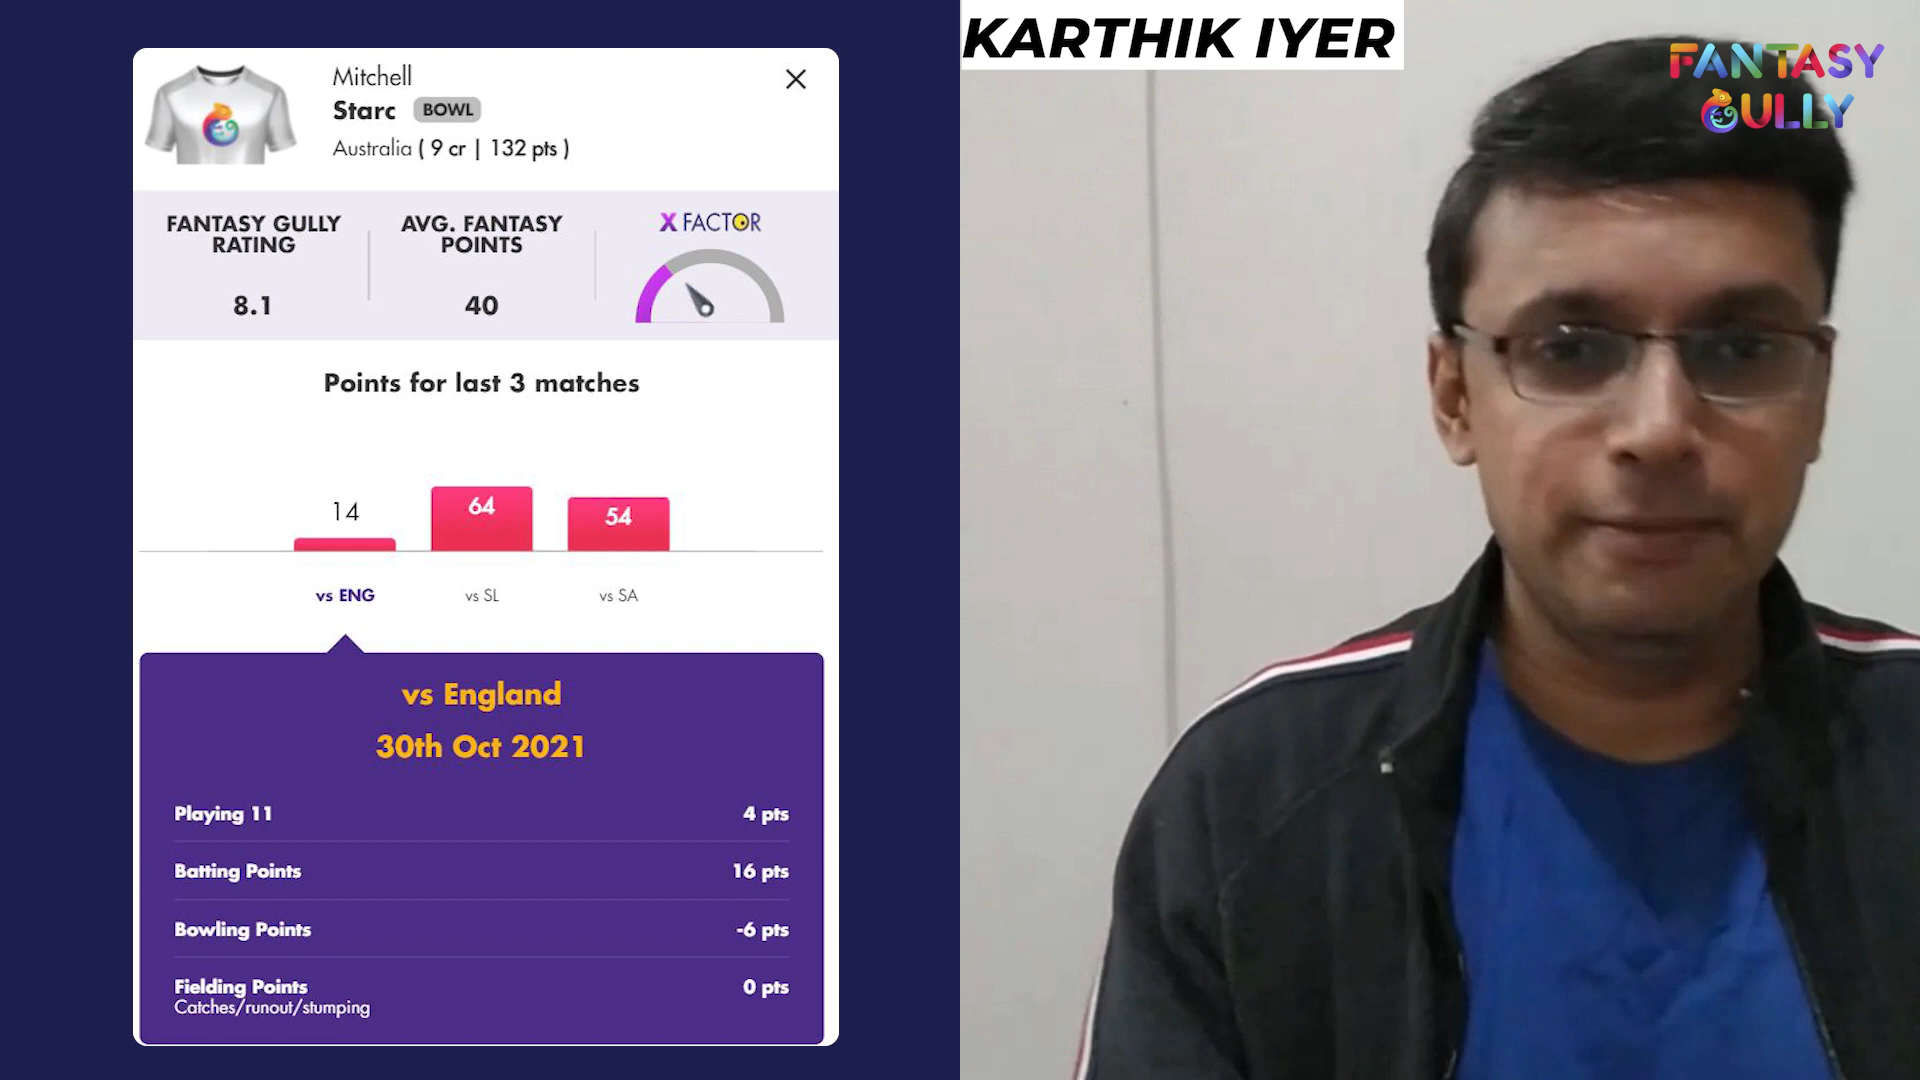 Mitchell
Starc BOWL
Australia ( 9 cr | 132 pts )
FANTASY GULLY
RATING
8.1
AVG. FANTASY
POINTS
40
X FACTOR
Points for last 3 matches
14
64
54
vs ENG
vs SL
vs SA
vs England
30th Oct 2021
Playing 11 4 pts
Batting Points 16 pts
Bowling Points -6 pts
Fielding Points 0 pts
Catches/runout/stumping
KARTHIK IYER
FANTASY
GULLY